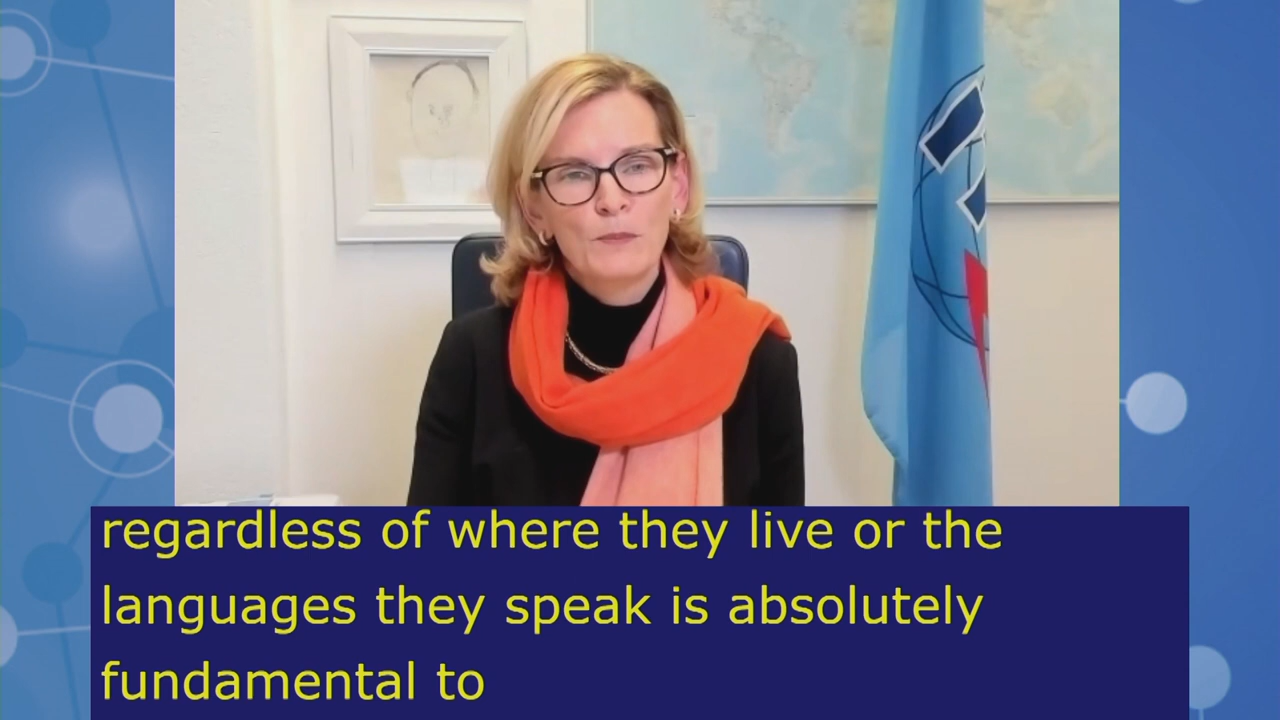 regardless of where they live or the
languages they speak is absolutely
fundamental to